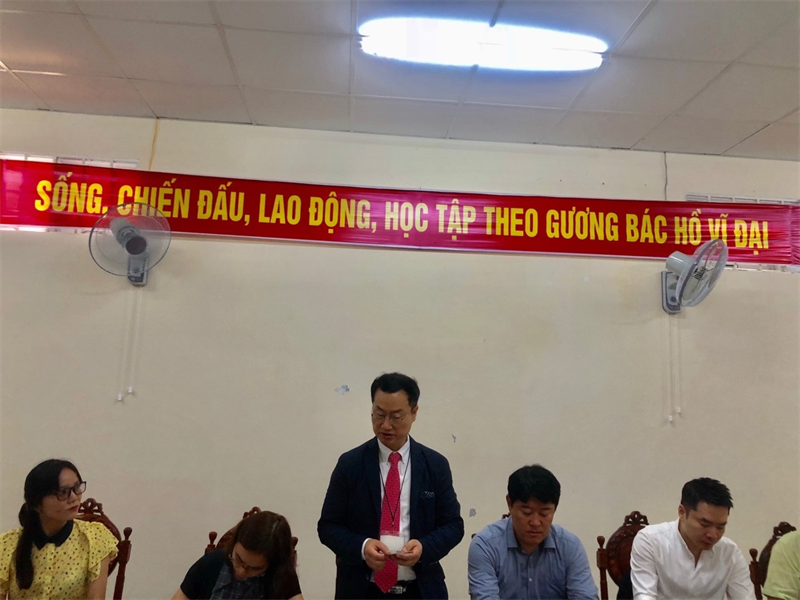 SỐNG, CHIẾN ĐẤU, LAO ĐỘNG, HỌC TẬP THEO GƯƠNG BÁC HỒ VĨ ĐẠI